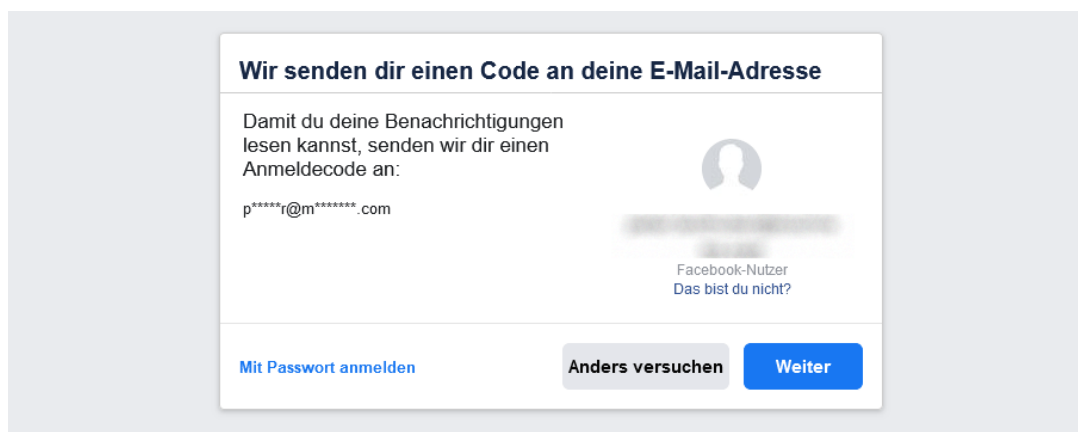 Wir senden dir einen Code an deine E-Mail-Adresse
Damit du deine Benachrichtigungen
lesen kannst, senden wir dir einen
Anmeldecode an:
p*****r@m*******.com
Facebook-Nutzer
Das bist du nicht?
Mit Passwort anmelden
Anders versuchen
Weiter